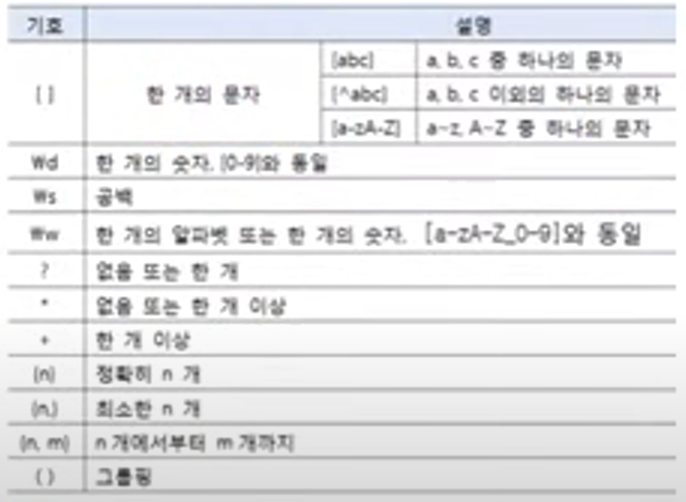 기호 설명
[ ] 한 개의 문자
[abc] a, b, c 중 하나의 문자
[^abc] a, b, c 이외의 하나의 문자
[a-zA-Z] a~z, A~Z 중 하나의 문자
₩d 한 개의 숫자, [0-9]와 동일
₩s 공백
₩w 한 개의 알파벳 또는 한 개의 숫자, [a-zA-Z_0-9]와 동일
? 없음 또는 한 개
* 없음 또는 한 개 이상
+ 한 개 이상
{n} 정확히 n 개
{n,} 최소한 n 개
{n, m} n 개에서부터 m 개까지
( ) 그룹핑